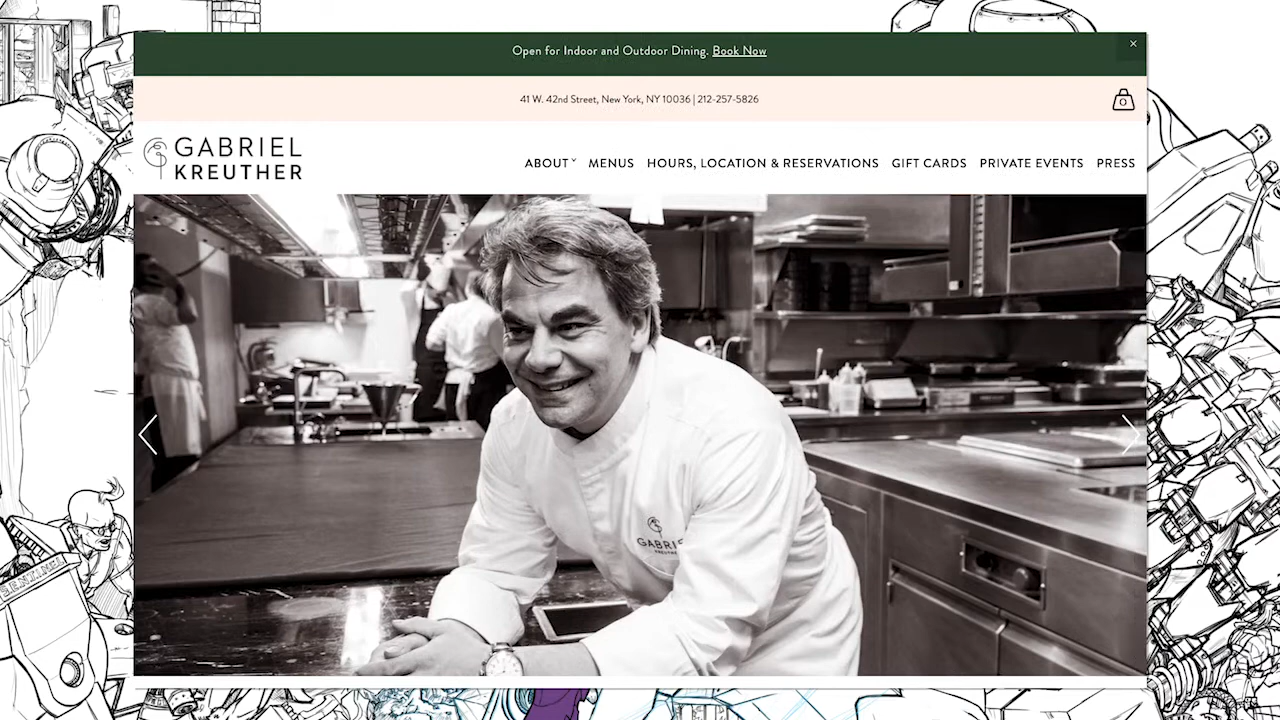 Open for Indoor and Outdoor Dining. Book Now
41 W. 42nd Street, New York, NY 10036 | 212-257-5826
GABRIEL
KREUTHER
ABOUT MENUS HOURS, LOCATION & RESERVATIONS GIFT CARDS PRIVATE EVENTS PRESS
0